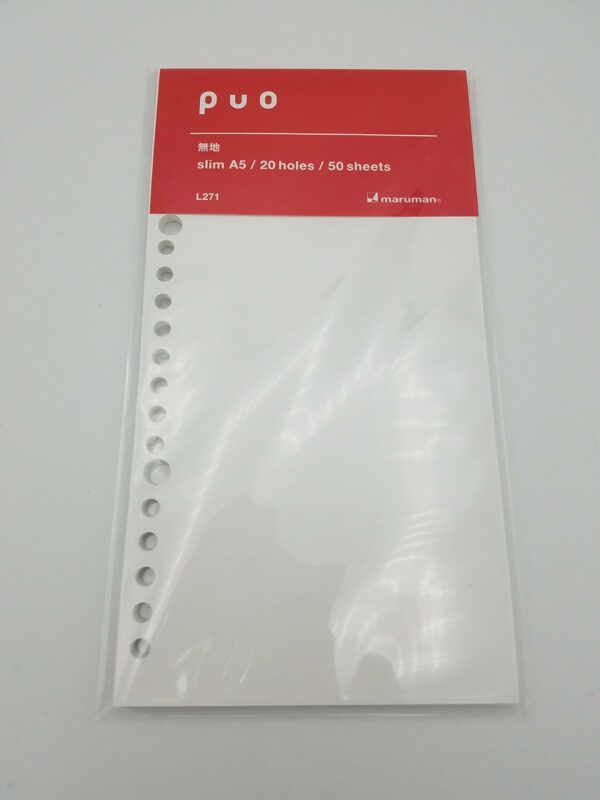 puo
無地
slim A5 / 20 holes / 50 sheets
L271
maruman®